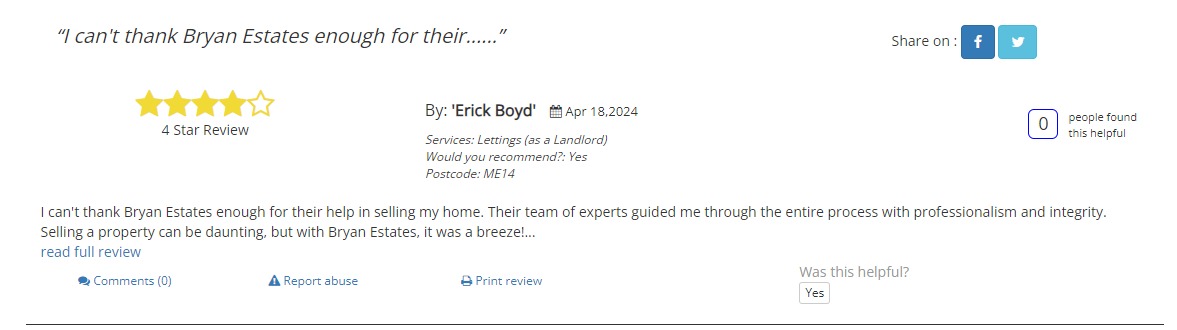 “I can't thank Bryan Estates enough for their......”
Share on :
4 Star Review
By: 'Erick Boyd' Apr 18,2024
Services: Lettings (as a Landlord)
Would you recommend?: Yes
Postcode: ME14
0 people found
this helpful
I can't thank Bryan Estates enough for their help in selling my home. Their team of experts guided me through the entire process with professionalism and integrity.
Selling a property can be daunting, but with Bryan Estates, it was a breeze!...
read full review
Comments (0) Report abuse Print review
Was this helpful?
Yes